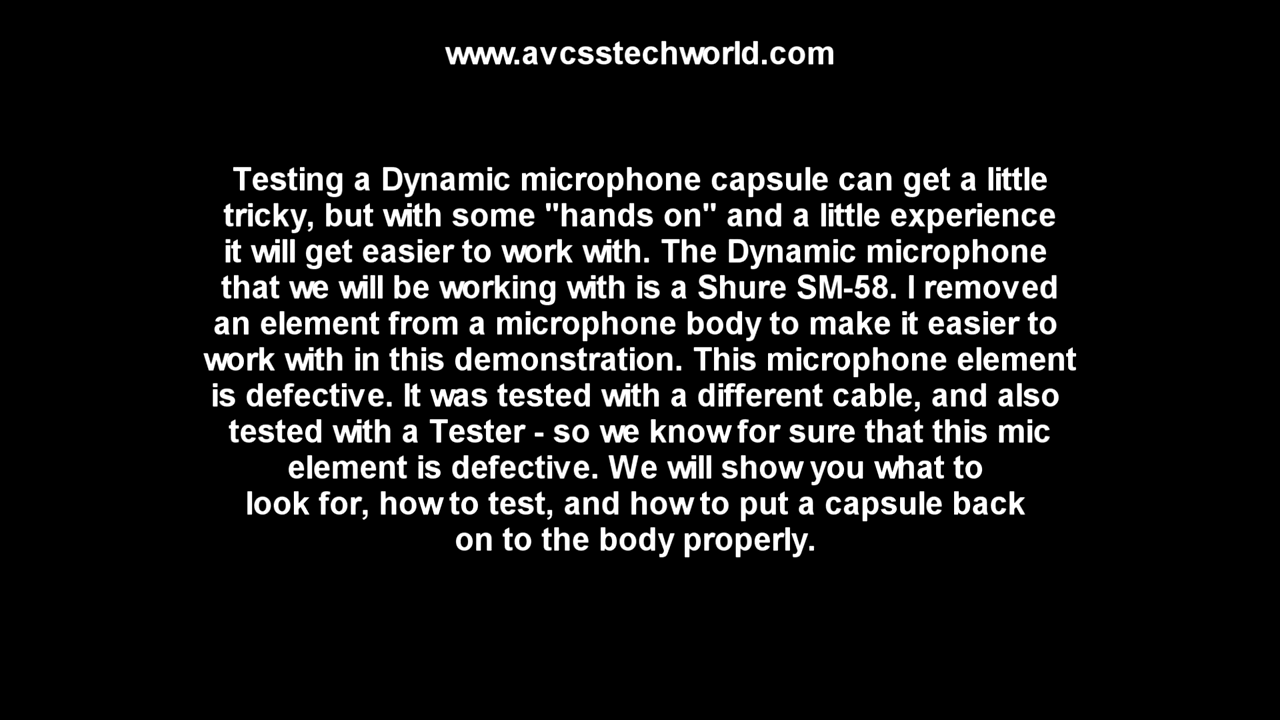 www.avcsstechworld.com
Testing a Dynamic microphone capsule can get a little
tricky, but with some "hands on" and a little experience
it will get easier to work with. The Dynamic microphone
that we will be working with is a Shure SM-58. I removed
an element from a microphone body to make it easier to
work with in this demonstration. This microphone element
is defective. It was tested with a different cable, and also
tested with a Tester - so we know for sure that this mic
element is defective. We will show you what to
look for, how to test, and how to put a capsule back
on to the body properly.